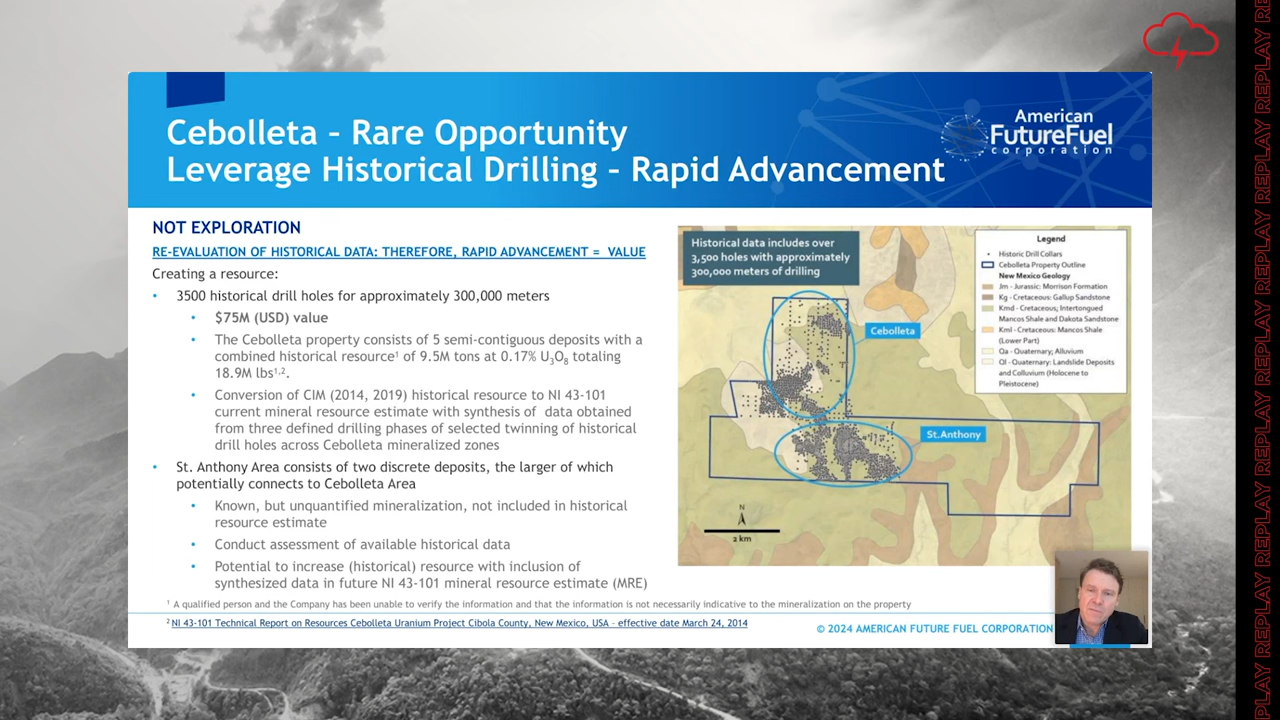 Cebolleta – Rare Opportunity
Leverage Historical Drilling – Rapid Advancement
American
FutureFuel
corporation
NOT EXPLORATION
RE-EVALUATION OF HISTORICAL DATA: THEREFORE, RAPID ADVANCEMENT = VALUE
Creating a resource:
• 3500 historical drill holes for approximately 300,000 meters
• $75M (USD) value
• The Cebolleta property consists of 5 semi-contiguous deposits with a
combined historical resource¹ of 9.5M tons at 0.17% U₃O₈ totaling
18.9M lbs¹,².
• Conversion of CIM (2014, 2019) historical resource to NI 43-101
current mineral resource estimate with synthesis of data obtained
from three defined drilling phases of selected twinning of historical
drill holes across Cebolleta mineralized zones
• St. Anthony Area consists of two discrete deposits, the larger of which
potentially connects to Cebolleta Area
• Known, but unquantified mineralization, not included in historical
resource estimate
• Conduct assessment of available historical data
• Potential to increase (historical) resource with inclusion of
synthesized data in future NI 43-101 mineral resource estimate (MRE)
Historical data includes over
3,500 holes with approximately
300,000 meters of drilling
Legend
Historic Drill Collars
Cebolleta Property Outline
New Mexico Geology
Jm - Jurassic: Morrison Formation
Kg - Cretaceous: Gallup Sandstone
Kmd - Cretaceous; Intertongued
Mancos Shale and Dakota Sandstone
Kml - Cretaceous: Mancos Shale
(Lower Part)
Qa - Quaternary; Alluvium
Ql - Quaternary: Landslide Deposits
and Colluvium (Holocene to
Pleistocene)
Cebolleta
St.Anthony
N
2 km
¹ A qualified person and the Company has been unable to verify the information and that the information is not necessarily indicative to the mineralization on the property
² NI 43-101 Technical Report on Resources Cebolleta Uranium Project Cibola County, New Mexico, USA – effective date March 24, 2014
© 2024 AMERICAN FUTURE FUEL CORPORATION
PLAY REPLAY REPLAY REPLAY REPLAY REPLAY REPLAY REPLAY RE